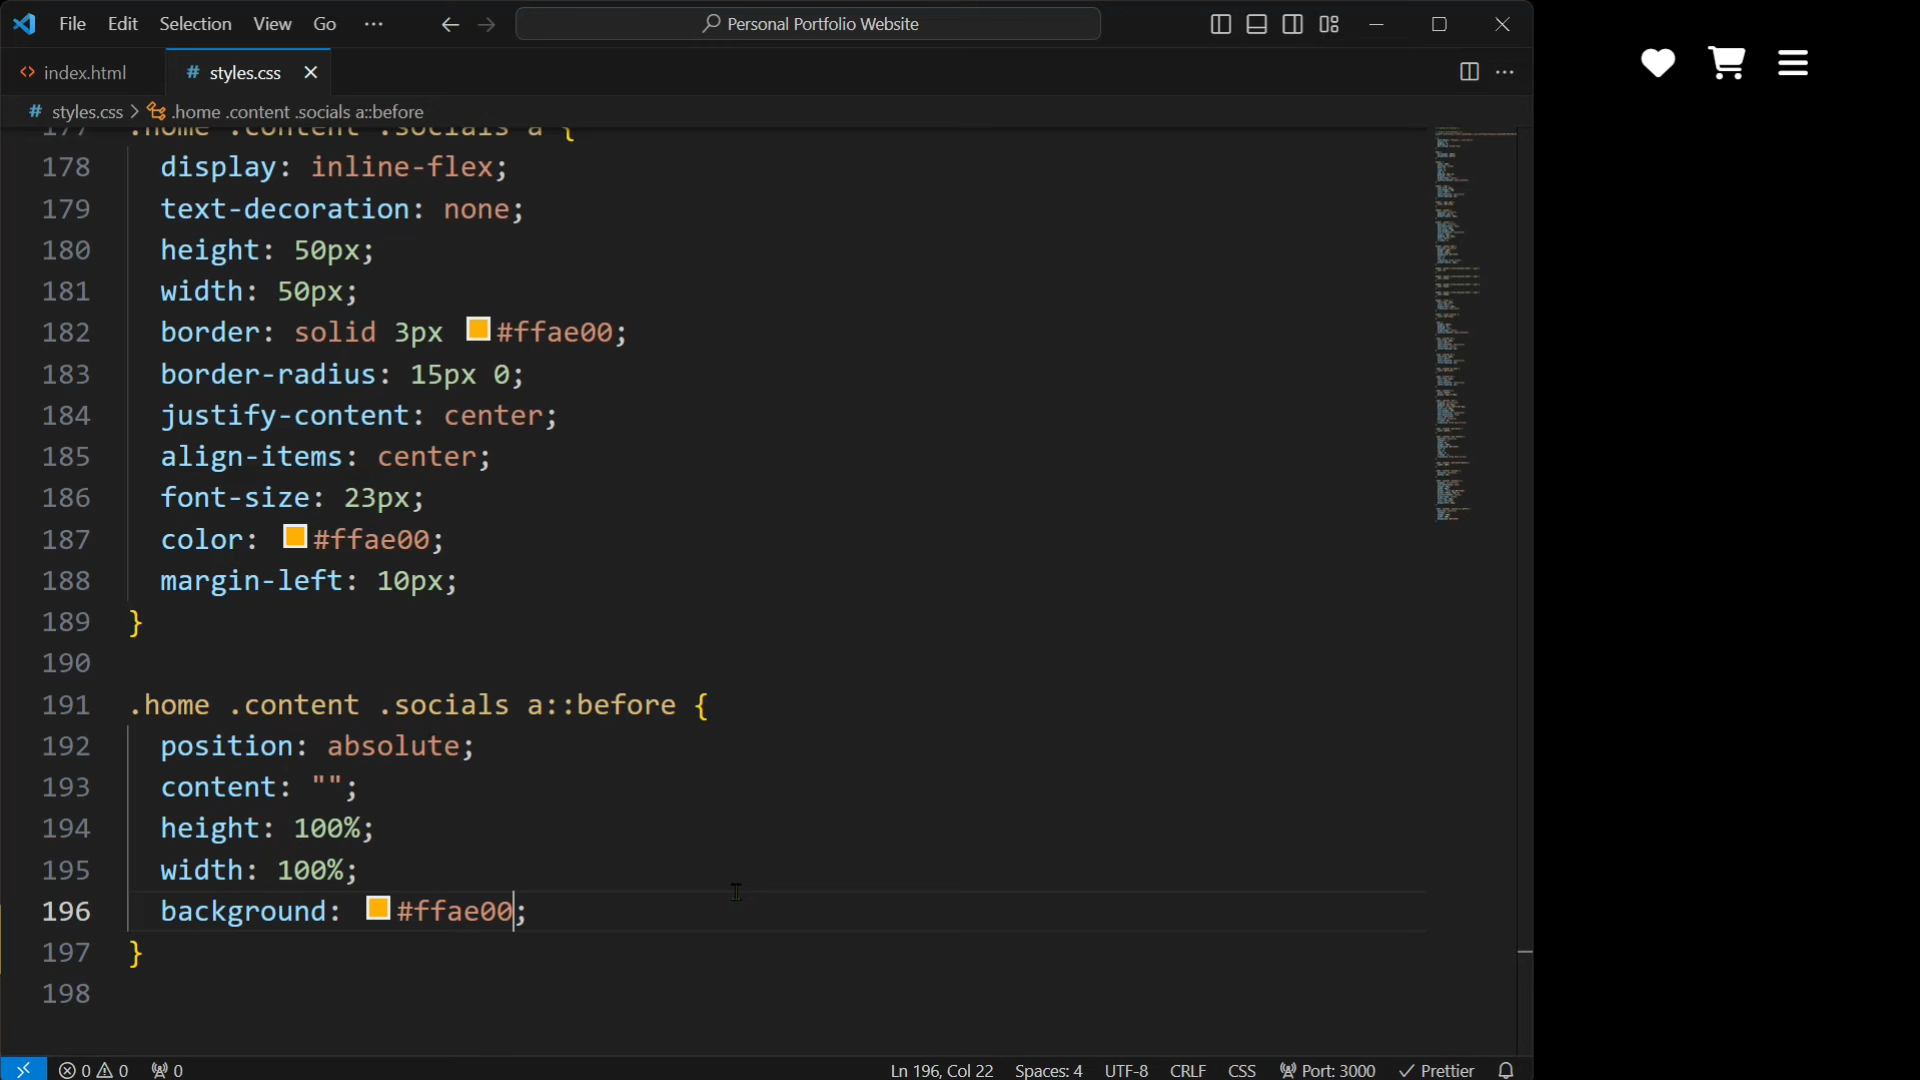 File Edit Selection View Go ··· Personal Portfolio Website
index.html # styles.css
# styles.css > .home .content .socials a::before
177 .home .content .socials a {
178 display: inline-flex;
179 text-decoration: none;
180 height: 50px;
181 width: 50px;
182 border: solid 3px #ffae00;
183 border-radius: 15px 0;
184 justify-content: center;
185 align-items: center;
186 font-size: 23px;
187 color: #ffae00;
188 margin-left: 10px;
189 }
190
191 .home .content .socials a::before {
192 position: absolute;
193 content: "";
194 height: 100%;
195 width: 100%;
196 background: #ffae00;
197 }
198
0 0 0 Ln 196, Col 22 Spaces: 4 UTF-8 CRLF CSS Port: 3000 Prettier